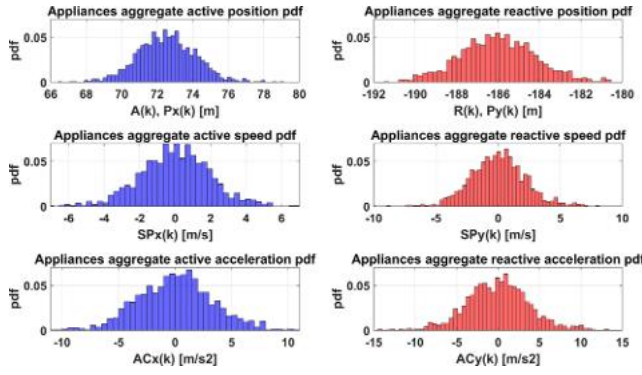 Appliances aggregate active position pdf
pdf
0.05
0
66 68 70 72 74 76 78 80
A(k), Px(k) [m]
Appliances aggregate reactive position pdf
pdf
0.05
0
-192 -190 -188 -186 -184 -182 -180
R(k), Py(k) [m]
Appliances aggregate active speed pdf
pdf
0.05
0
-6 -4 -2 0 2 4 6
SPx(k) [m/s]
Appliances aggregate reactive speed pdf
pdf
0.05
0
-10 -5 0 5 10
SPy(k) [m/s]
Appliances aggregate active acceleration pdf
pdf
0.05
0
-10 -5 0 5 10
ACx(k) [m/s2]
Appliances aggregate reactive acceleration pdf
pdf
0.05
0
-15 -10 -5 0 5 10 15
ACy(k) [m/s2]